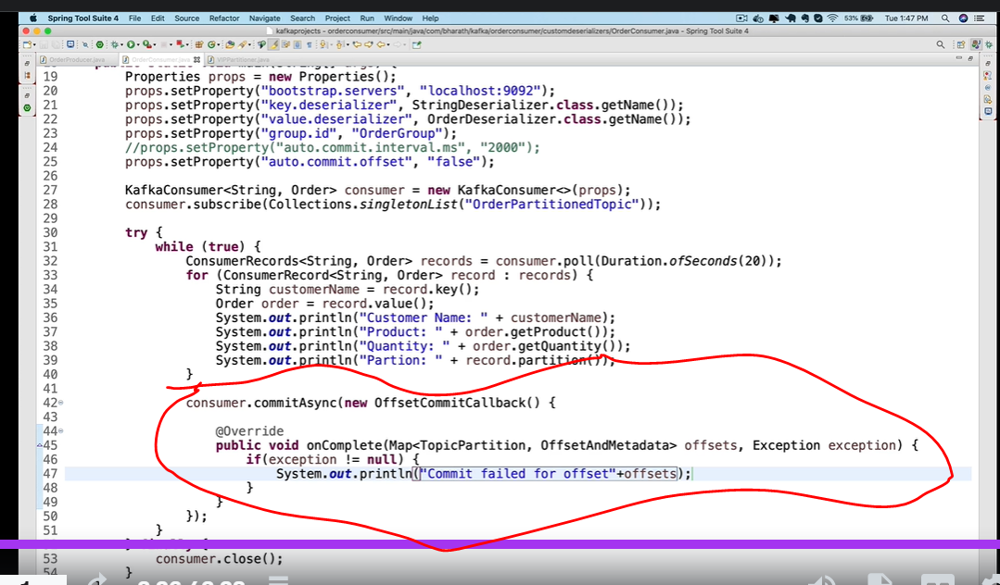 Spring Tool Suite 4 File Edit Source Refactor Navigate Search Project Run Window Help 53% Tue 1:47 PM
kafkaprojects - orderconsumer/src/main/java/com/bharath/kafka/orderconsumer/customdeserializers/OrderConsumer.java - Spring Tool Suite 4
OrderProducer.java OrderConsumer.java VIPPartitioner.java
19 Properties props = new Properties();
20 props.setProperty("bootstrap.servers", "localhost:9092");
21 props.setProperty("key.deserializer", StringDeserializer.class.getName());
22 props.setProperty("value.deserializer", OrderDeserializer.class.getName());
23 props.setProperty("group.id", "OrderGroup");
24 //props.setProperty("auto.commit.interval.ms", "2000");
25 props.setProperty("auto.commit.offset", "false");
26
27 KafkaConsumer<String, Order> consumer = new KafkaConsumer<>(props);
28 consumer.subscribe(Collections.singletonList("OrderPartitionedTopic"));
29
30 try {
31 while (true) {
32 ConsumerRecords<String, Order> records = consumer.poll(Duration.ofSeconds(20));
33 for (ConsumerRecord<String, Order> record : records) {
34 String customerName = record.key();
35 Order order = record.value();
36 System.out.println("Customer Name: " + customerName);
37 System.out.println("Product: " + order.getProduct());
38 System.out.println("Quantity: " + order.getQuantity());
39 System.out.println("Partion: " + record.partition());
40 }
41
42 consumer.commitAsync(new OffsetCommitCallback() {
43
44 @Override
45 public void onComplete(Map<TopicPartition, OffsetAndMetadata> offsets, Exception exception) {
46 if(exception != null) {
47 System.out.println("Commit failed for offset"+offsets);
48 }
49 }
50 });
51 }
53 consumer.close();
54 }